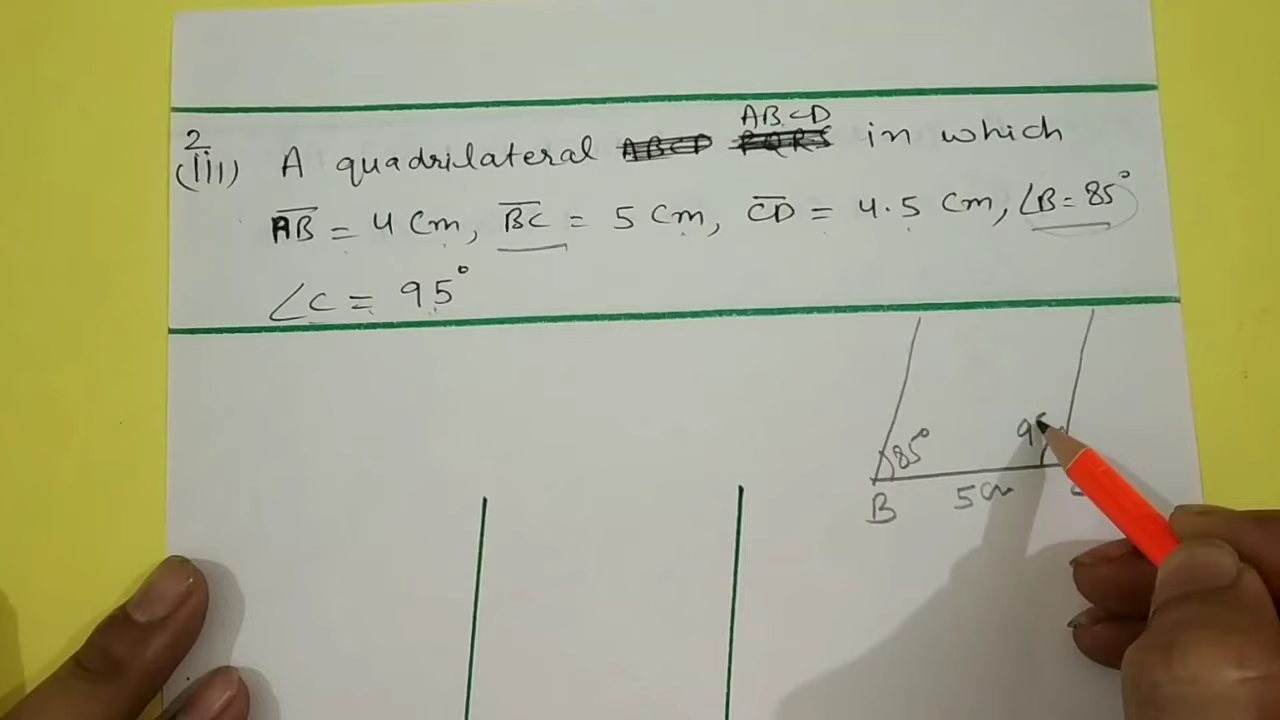 2
(iii) A quadrilateral ABCD in which
AB = 4 cm, BC = 5 cm, CD = 4.5 cm, ∠B = 85°
∠C = 95°
85°
B 5cm